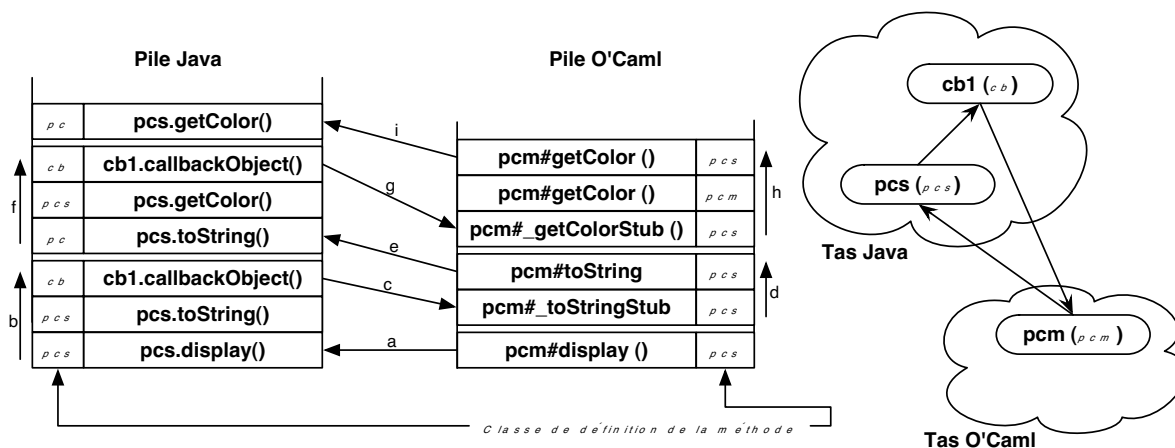 Pile Java
Pile O'Caml
pc pcs.getColor()
cb cb1.callbackObject()
pcs pcs.getColor()
pc pcs.toString()
cb cb1.callbackObject()
pcs pcs.toString()
pcs pcs.display()
f
b
i
g
e
c
a
pcm#getColor () pcs
pcm#getColor () pcm
pcm#_getColorStub () pcs
pcm#toString pcs
pcm#_toStringStub pcs
pcm#display () pcs
h
d
Classe de définition de la méthode
cb1 (cb)
pcs (pcs)
Tas Java
pcm (pcm)
Tas O'Caml